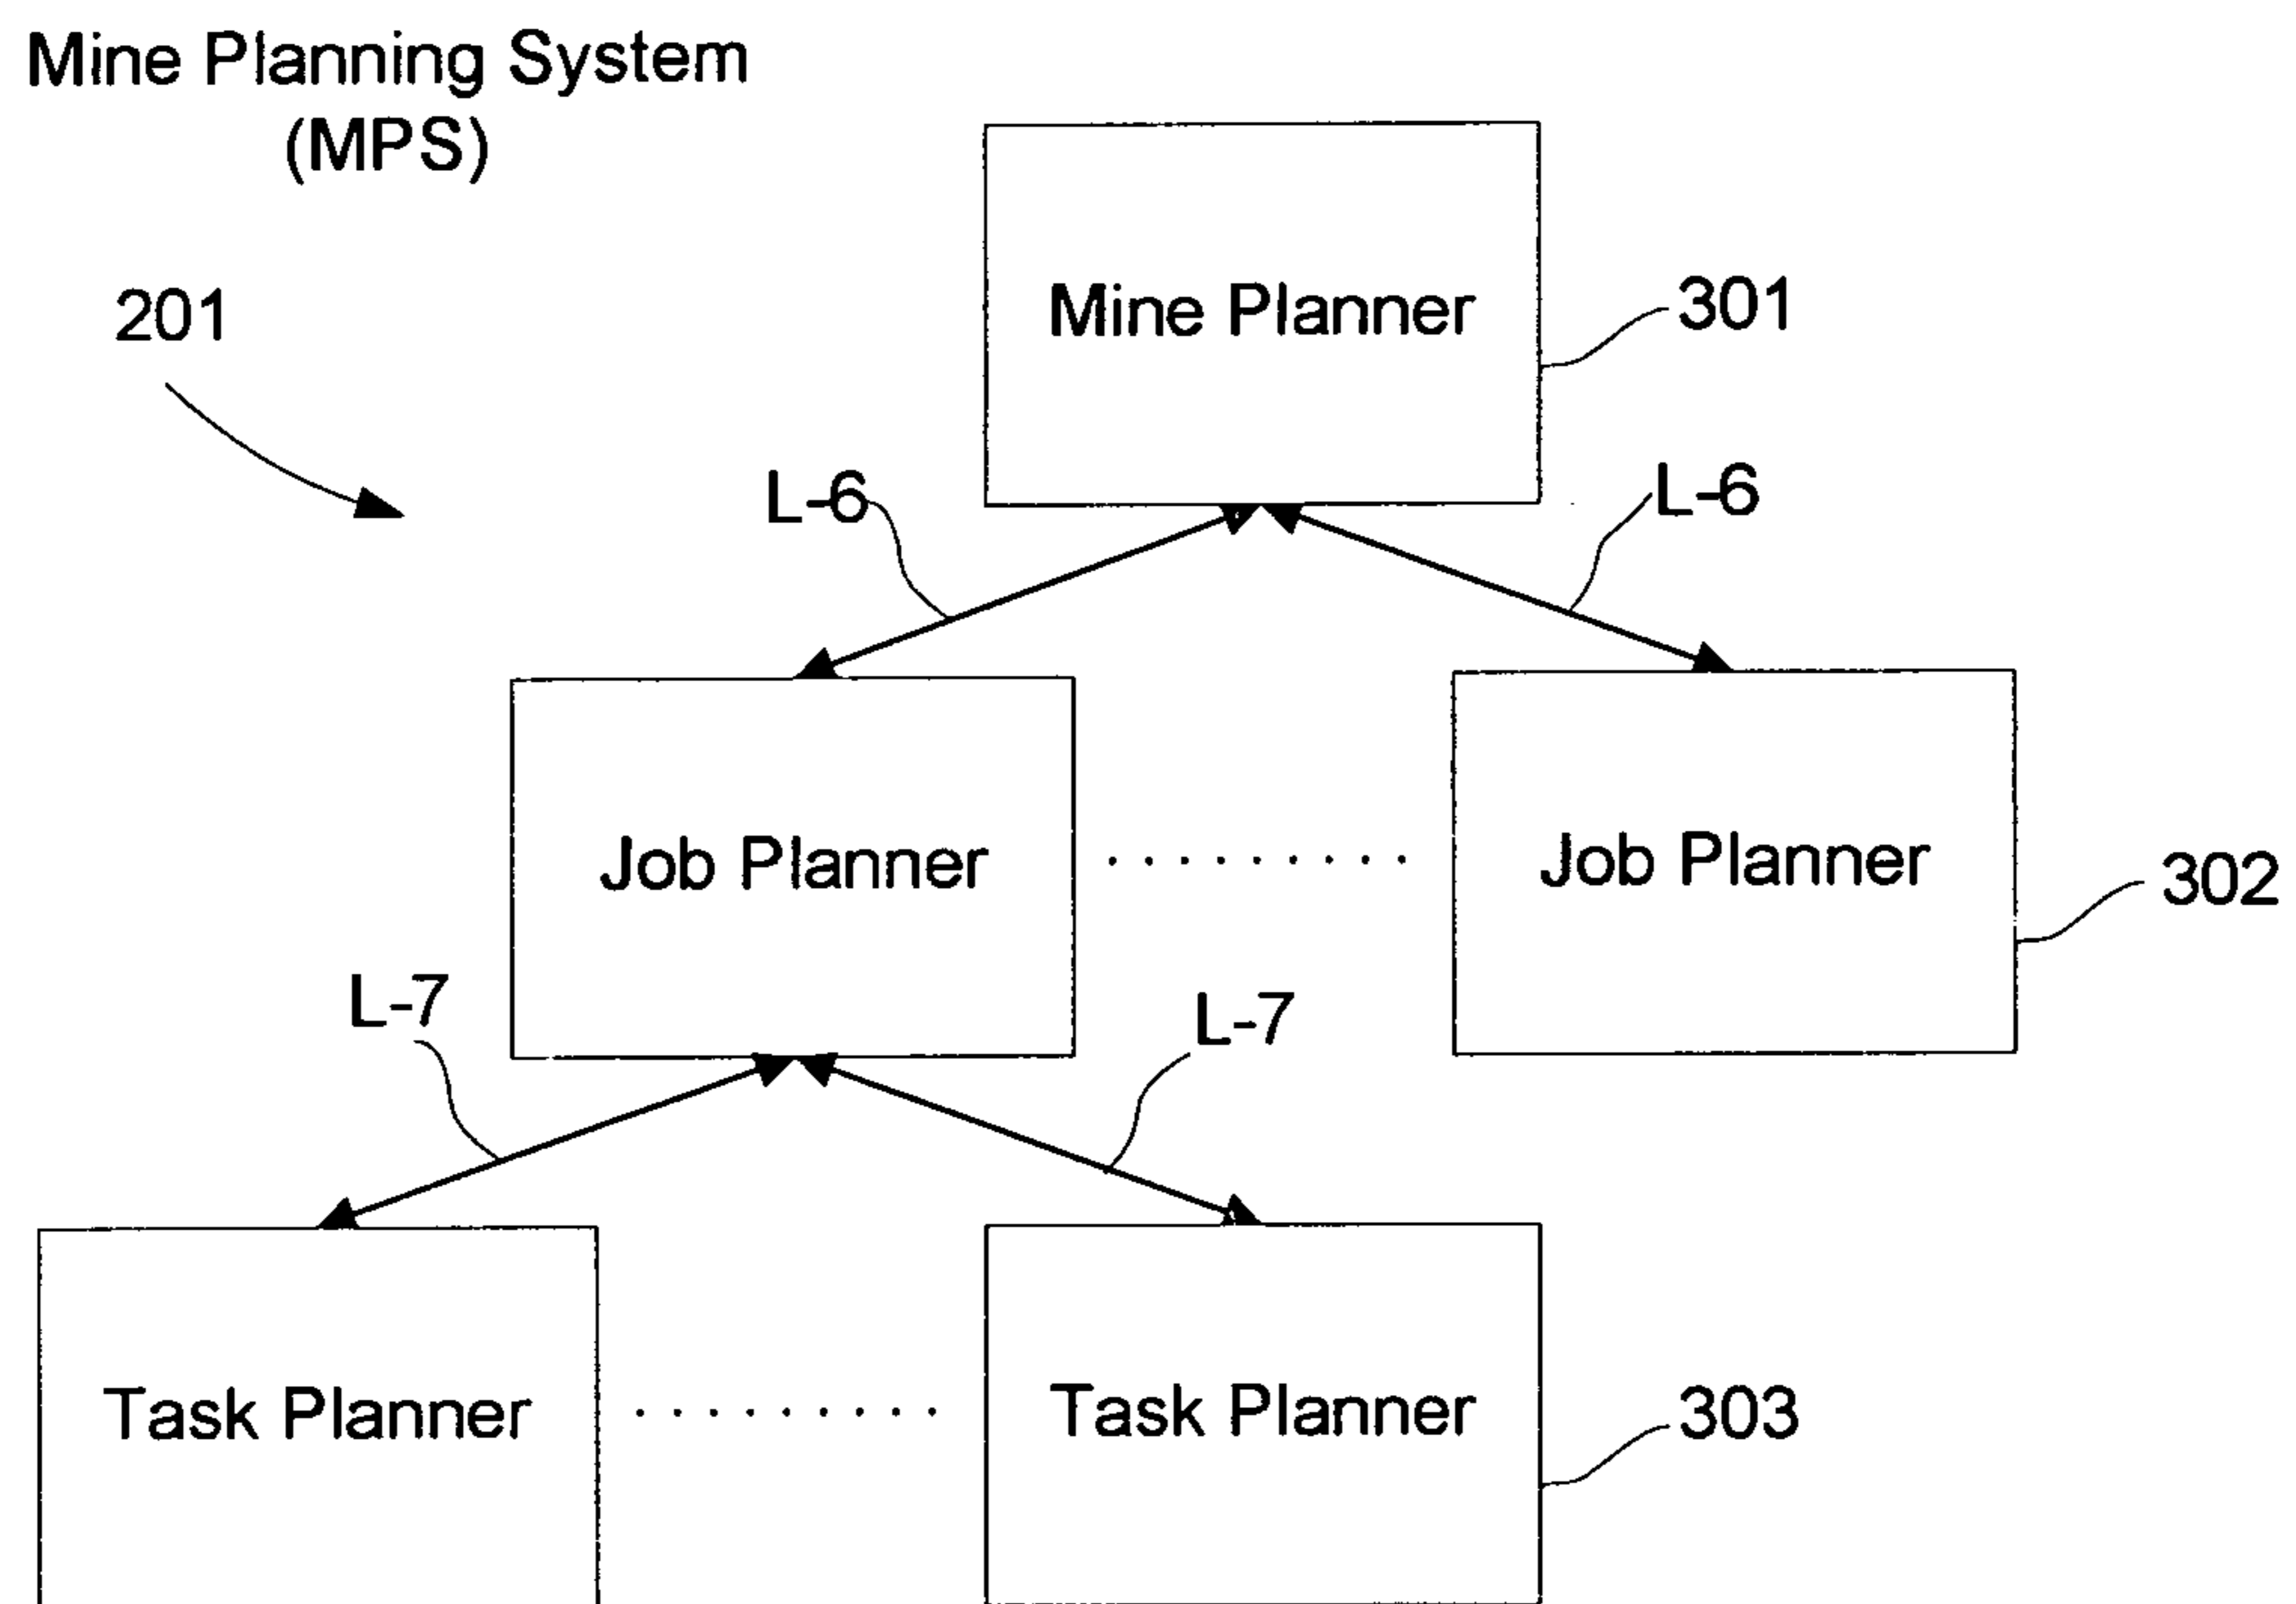 Mine Planning System
(MPS)
201
Mine Planner
301
L-6
L-6
Job Planner
Job Planner
302
L-7
L-7
Task Planner
Task Planner
303